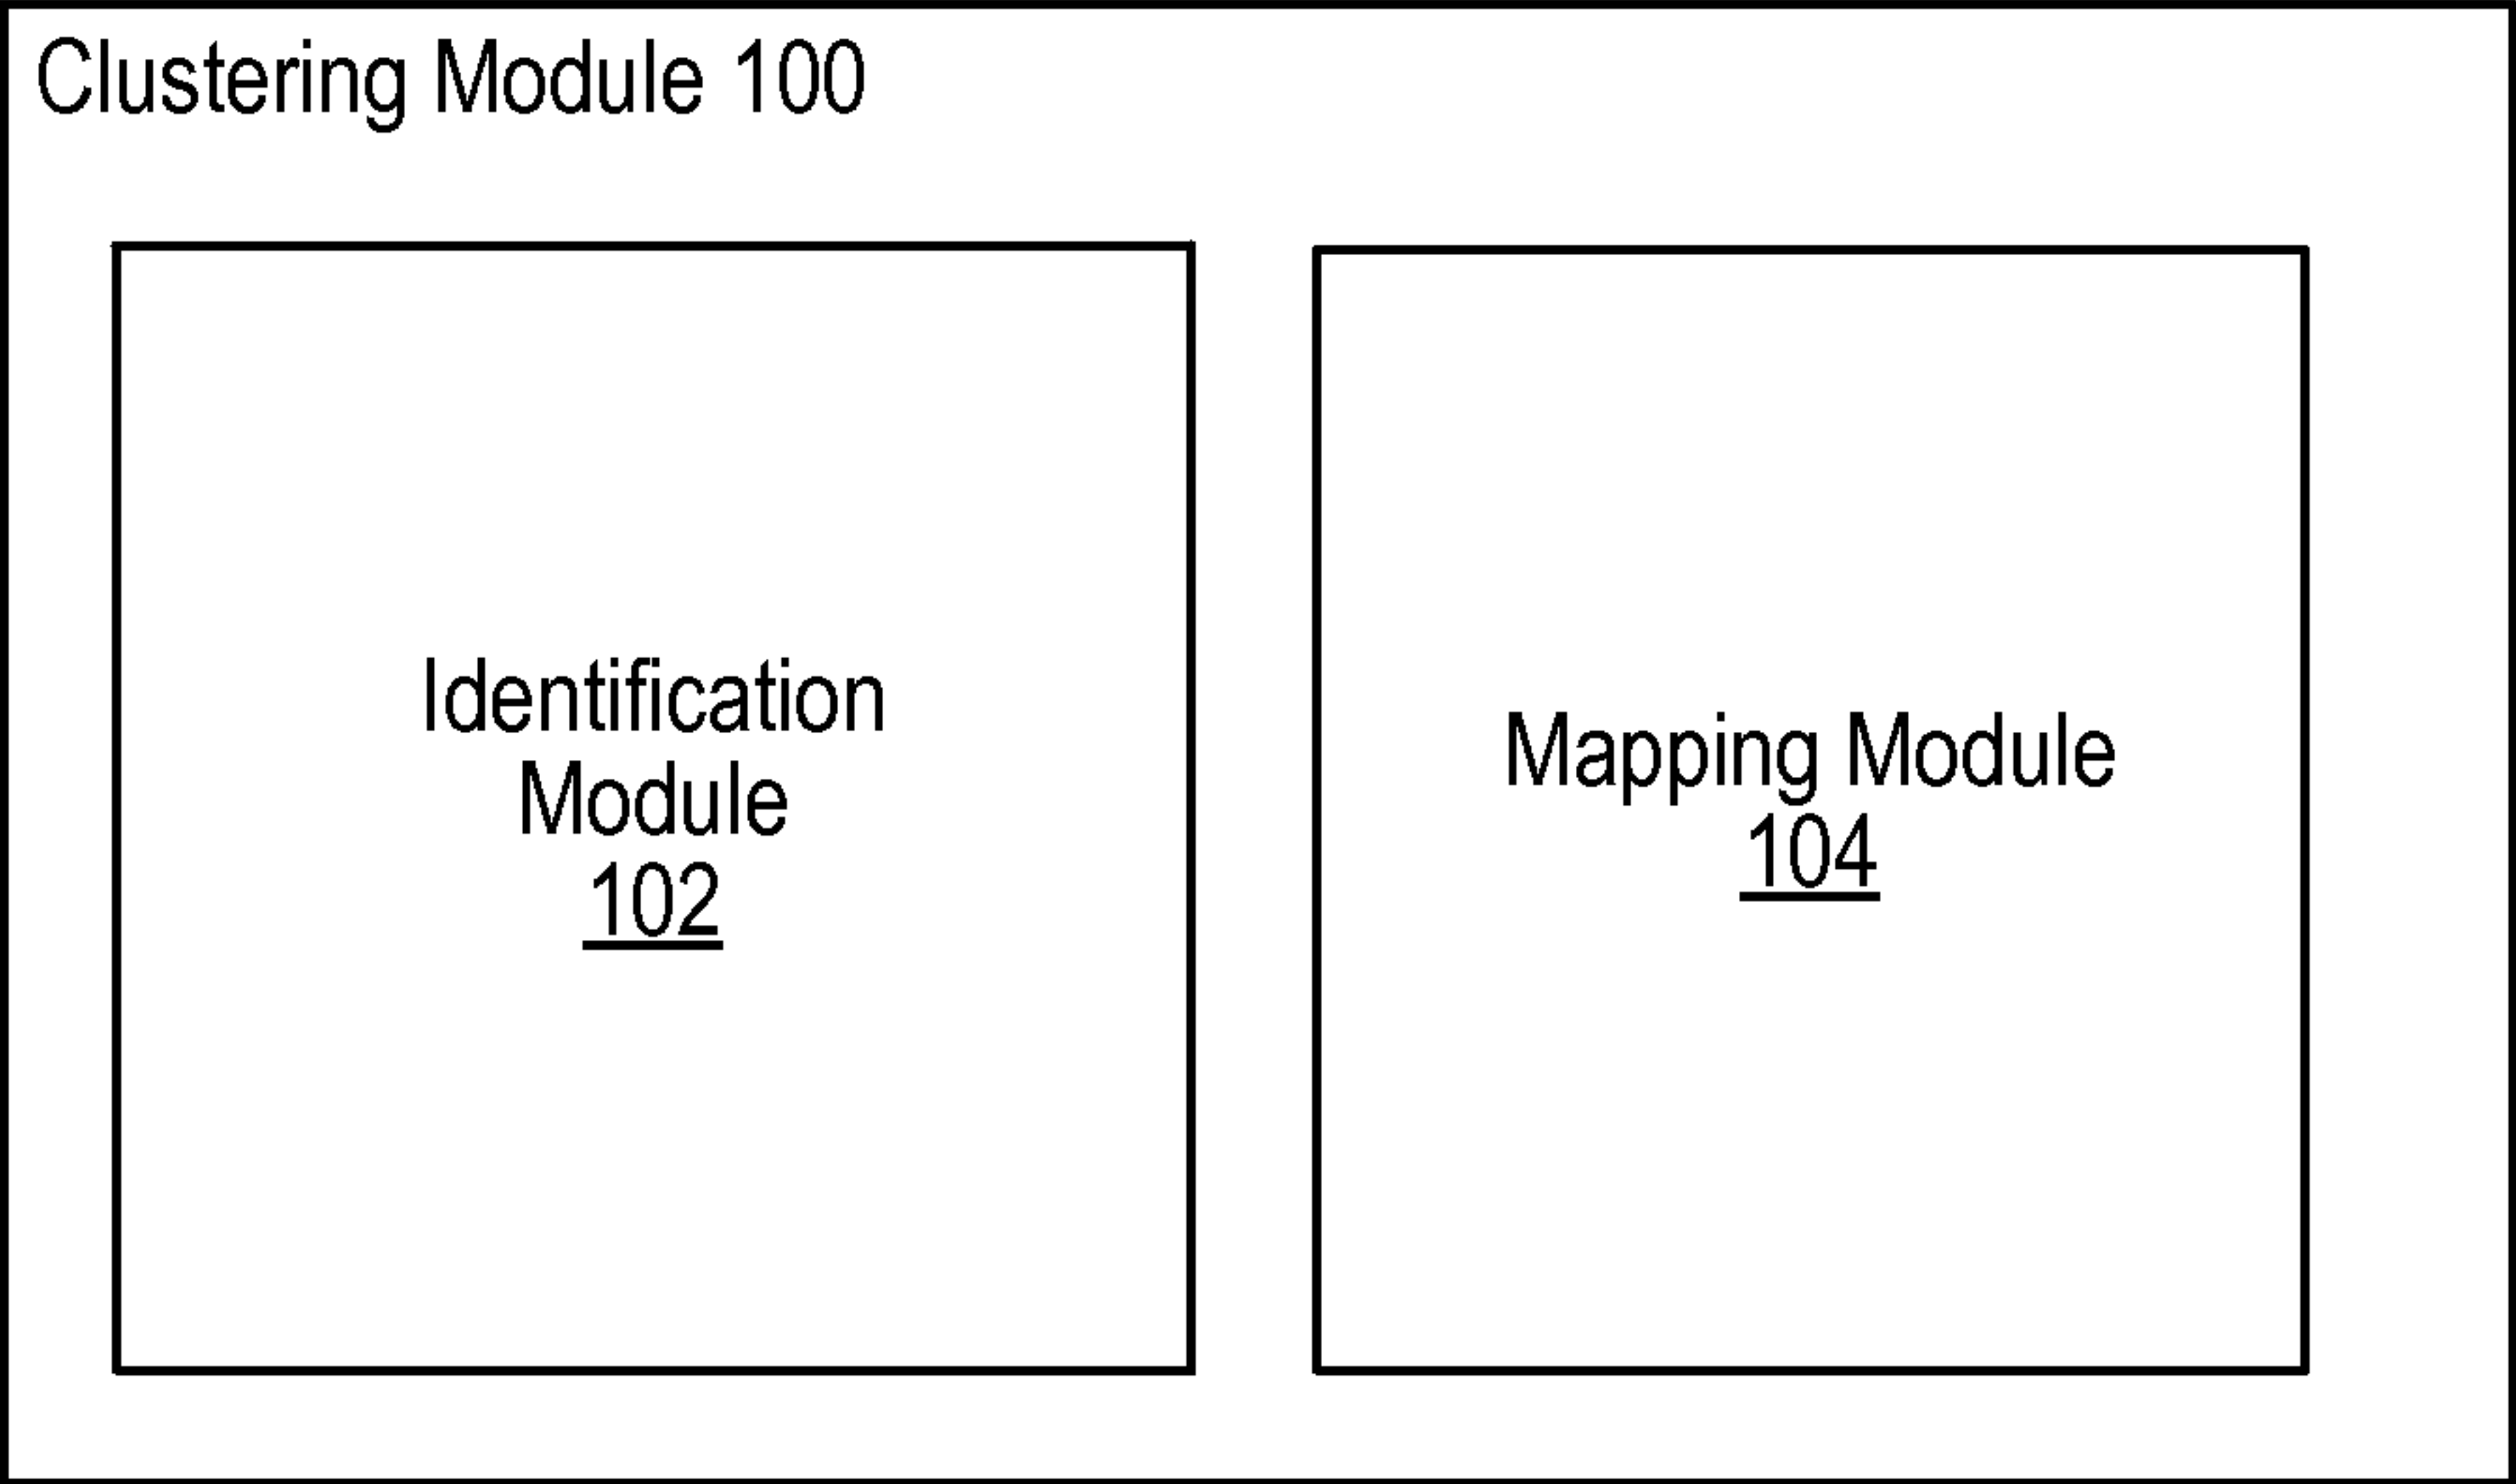 Clustering Module 100
Identification
Module
102
Mapping Module
104